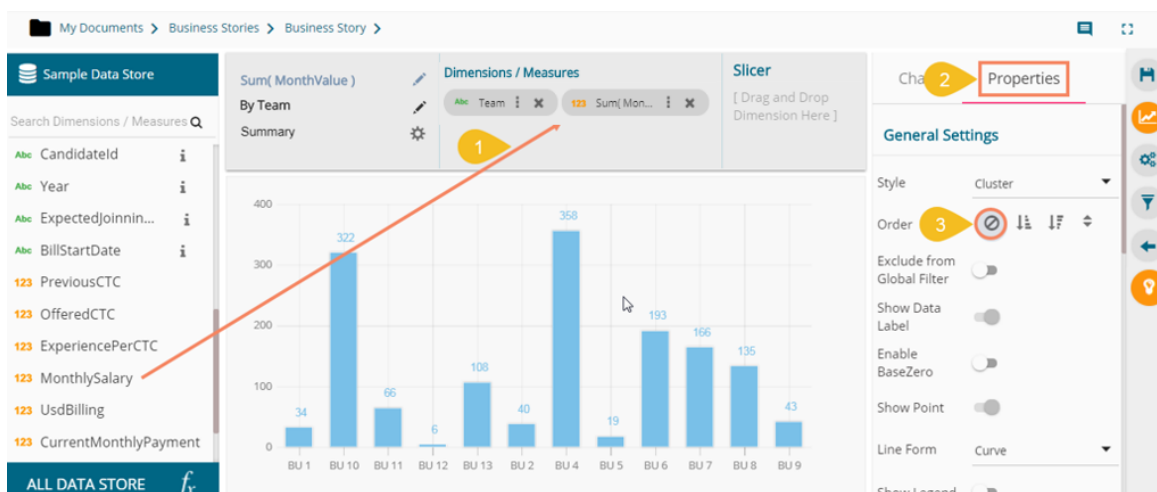 My Documents > Business Stories > Business Story >
Sample Data Store
Search Dimensions / Measures
Abc CandidateId i
Abc Year i
Abc ExpectedJoinnin... i
Abc BillStartDate i
123 PreviousCTC
123 OfferedCTC
123 ExperiencePerCTC
123 MonthlySalary
123 UsdBilling
123 CurrentMonthlyPayment
ALL DATA STORE fx
Sum( MonthValue )
By Team
Summary
Dimensions / Measures
Abc Team 123 Sum(Mon...
1
Slicer
[ Drag and Drop
Dimension Here ]
400
300
200
100
0
34
322
66
6
108
40
358
19
193
166
135
43
BU 1 BU 10 BU 11 BU 12 BU 13 BU 2 BU 4 BU 5 BU 6 BU 7 BU 8 BU 9
Cha 2 Properties
General Settings
Style Cluster
Order 3
Exclude from
Global Filter
Show Data
Label
Enable
BaseZero
Show Point
Line Form Curve
Show Legend